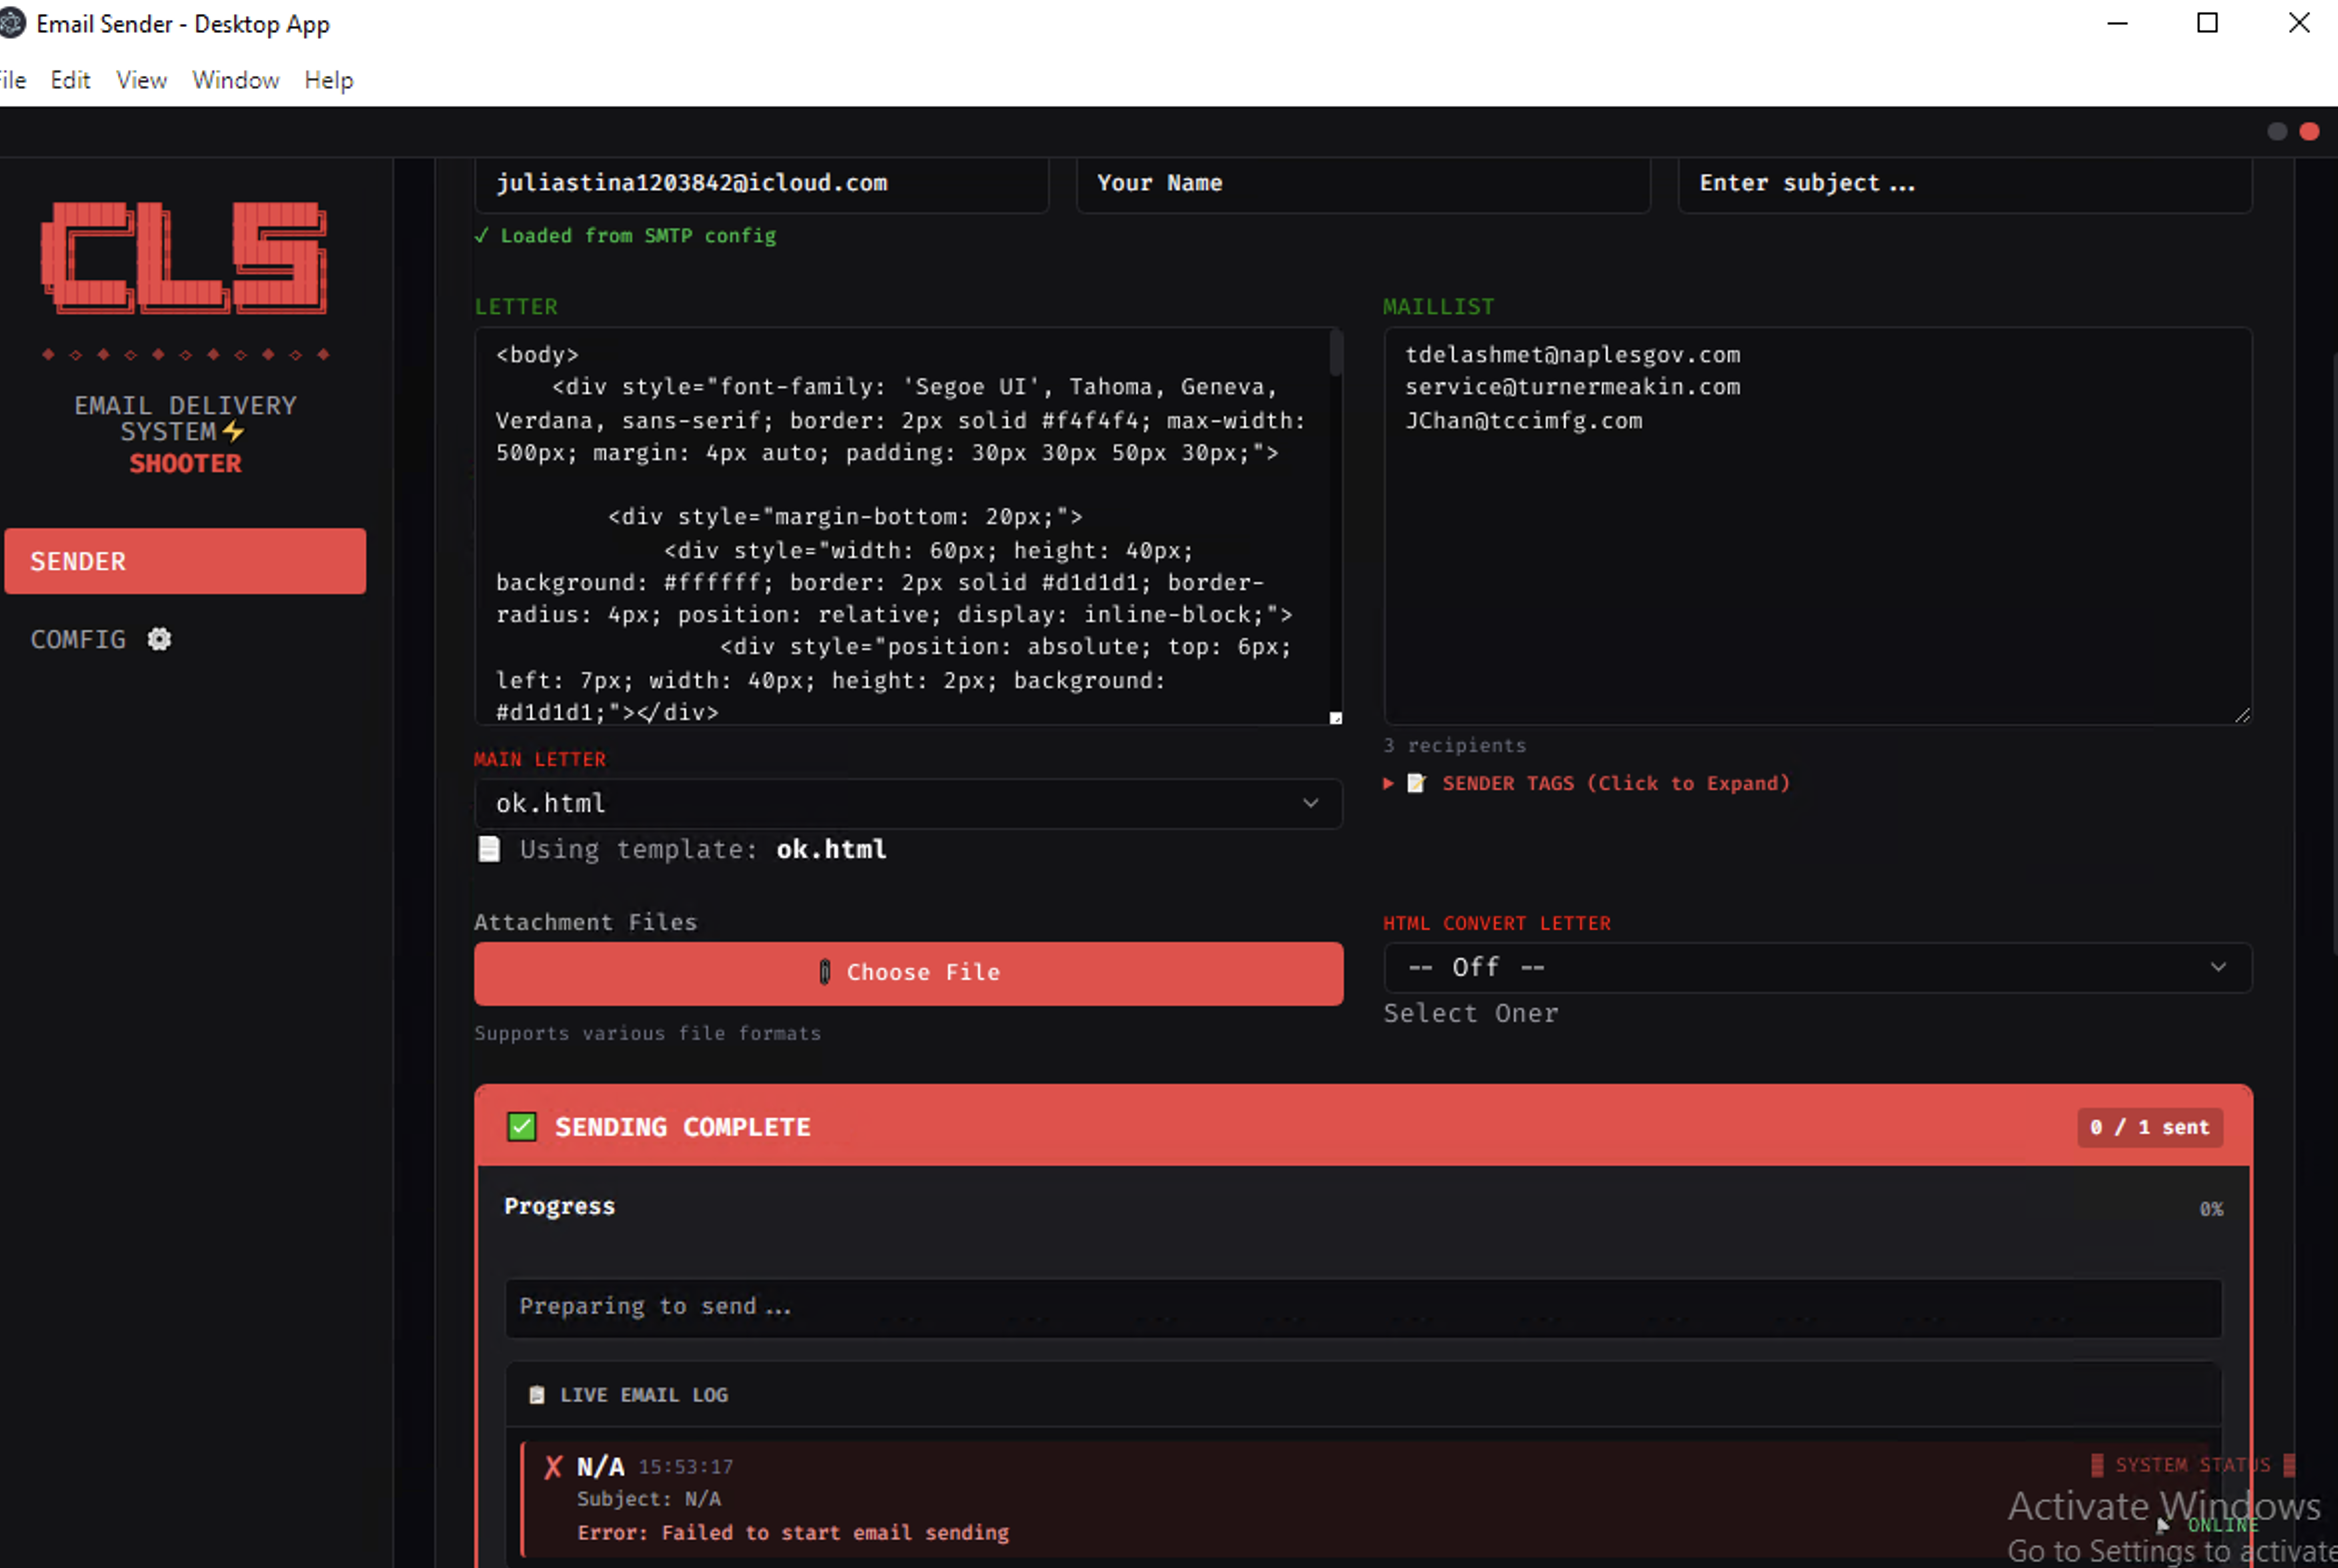 Email Sender - Desktop App
File Edit View Window Help
CLS
EMAIL DELIVERY
SYSTEM⚡
SHOOTER
SENDER
COMFIG
juliastina1203842@icloud.com
Your Name
Enter subject...
✓ Loaded from SMTP config
LETTER
<body>
<div style="font-family: 'Segoe UI', Tahoma, Geneva,
Verdana, sans-serif; border: 2px solid #f4f4f4; max-width:
500px; margin: 4px auto; padding: 30px 30px 50px 30px;">
<div style="margin-bottom: 20px;">
<div style="width: 60px; height: 40px;
background: #ffffff; border: 2px solid #d1d1d1; border-
radius: 4px; position: relative; display: inline-block;">
<div style="position: absolute; top: 6px;
left: 7px; width: 40px; height: 2px; background:
#d1d1d1;"></div>
MAILLIST
tdelashmet@naplesgov.com
service@turnermeakin.com
JChan@tccimfg.com
3 recipients
SENDER TAGS (Click to Expand)
MAIN LETTER
ok.html
Using template: ok.html
Attachment Files
Choose File
Supports various file formats
HTML CONVERT LETTER
-- Off --
Select Oner
SENDING COMPLETE
0 / 1 sent
Progress
0%
Preparing to send...
LIVE EMAIL LOG
N/A 15:53:17
Subject: N/A
Error: Failed to start email sending
SYSTEM STATUS
ONLINE
Activate Windows
Go to Settings to activate